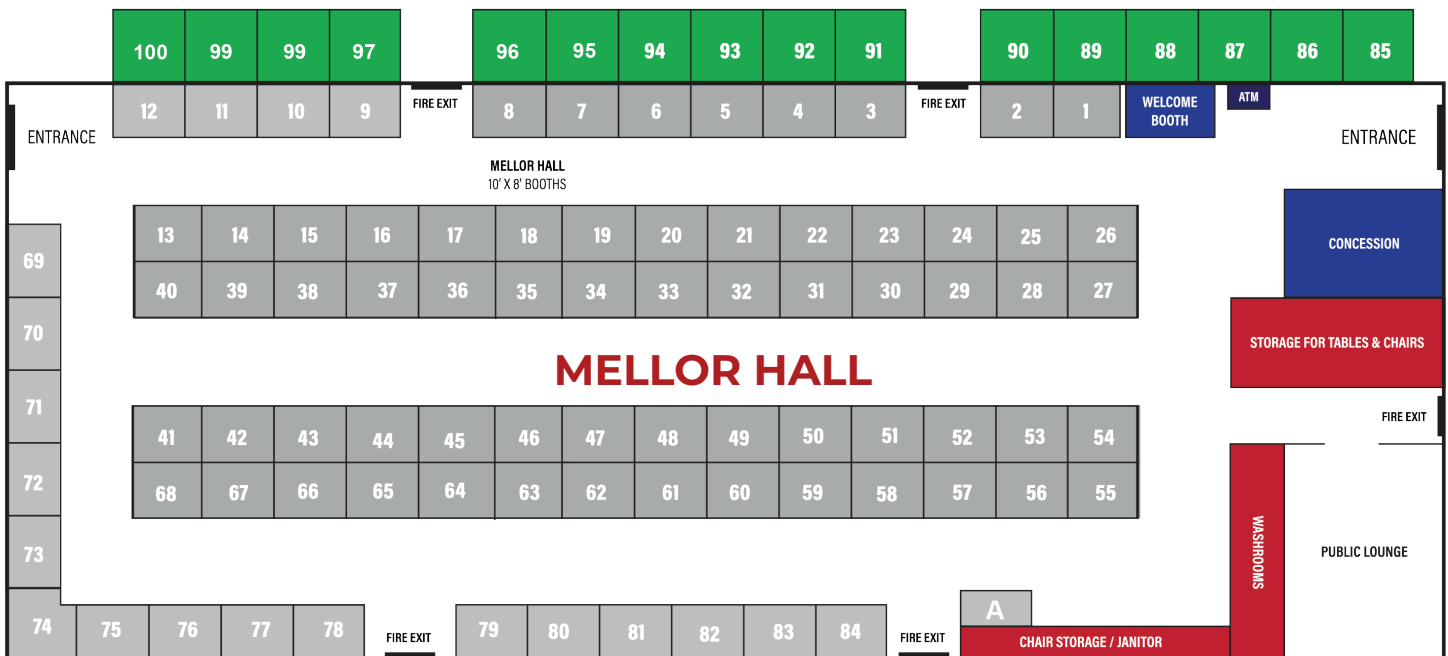 100 99 99 97 96 95 94 93 92 91 90 89 88 87 86 85
12 11 10 9 FIRE EXIT 8 7 6 5 4 3 FIRE EXIT 2 1 WELCOME BOOTH ATM
ENTRANCE ENTRANCE
MELLOR HALL
10' X 8' BOOTHS
13 14 15 16 17 18 19 20 21 22 23 24 25 26
CONCESSION
69
40 39 38 37 36 35 34 33 32 31 30 29 28 27
70
STORAGE FOR TABLES & CHAIRS
MELLOR HALL
71
FIRE EXIT
41 42 43 44 45 46 47 48 49 50 51 52 53 54
72
68 67 66 65 64 63 62 61 60 59 58 57 56 55
73
WASHROOMS
PUBLIC LOUNGE
A
74 75 76 77 78 FIRE EXIT 79 80 81 82 83 84 FIRE EXIT
CHAIR STORAGE / JANITOR